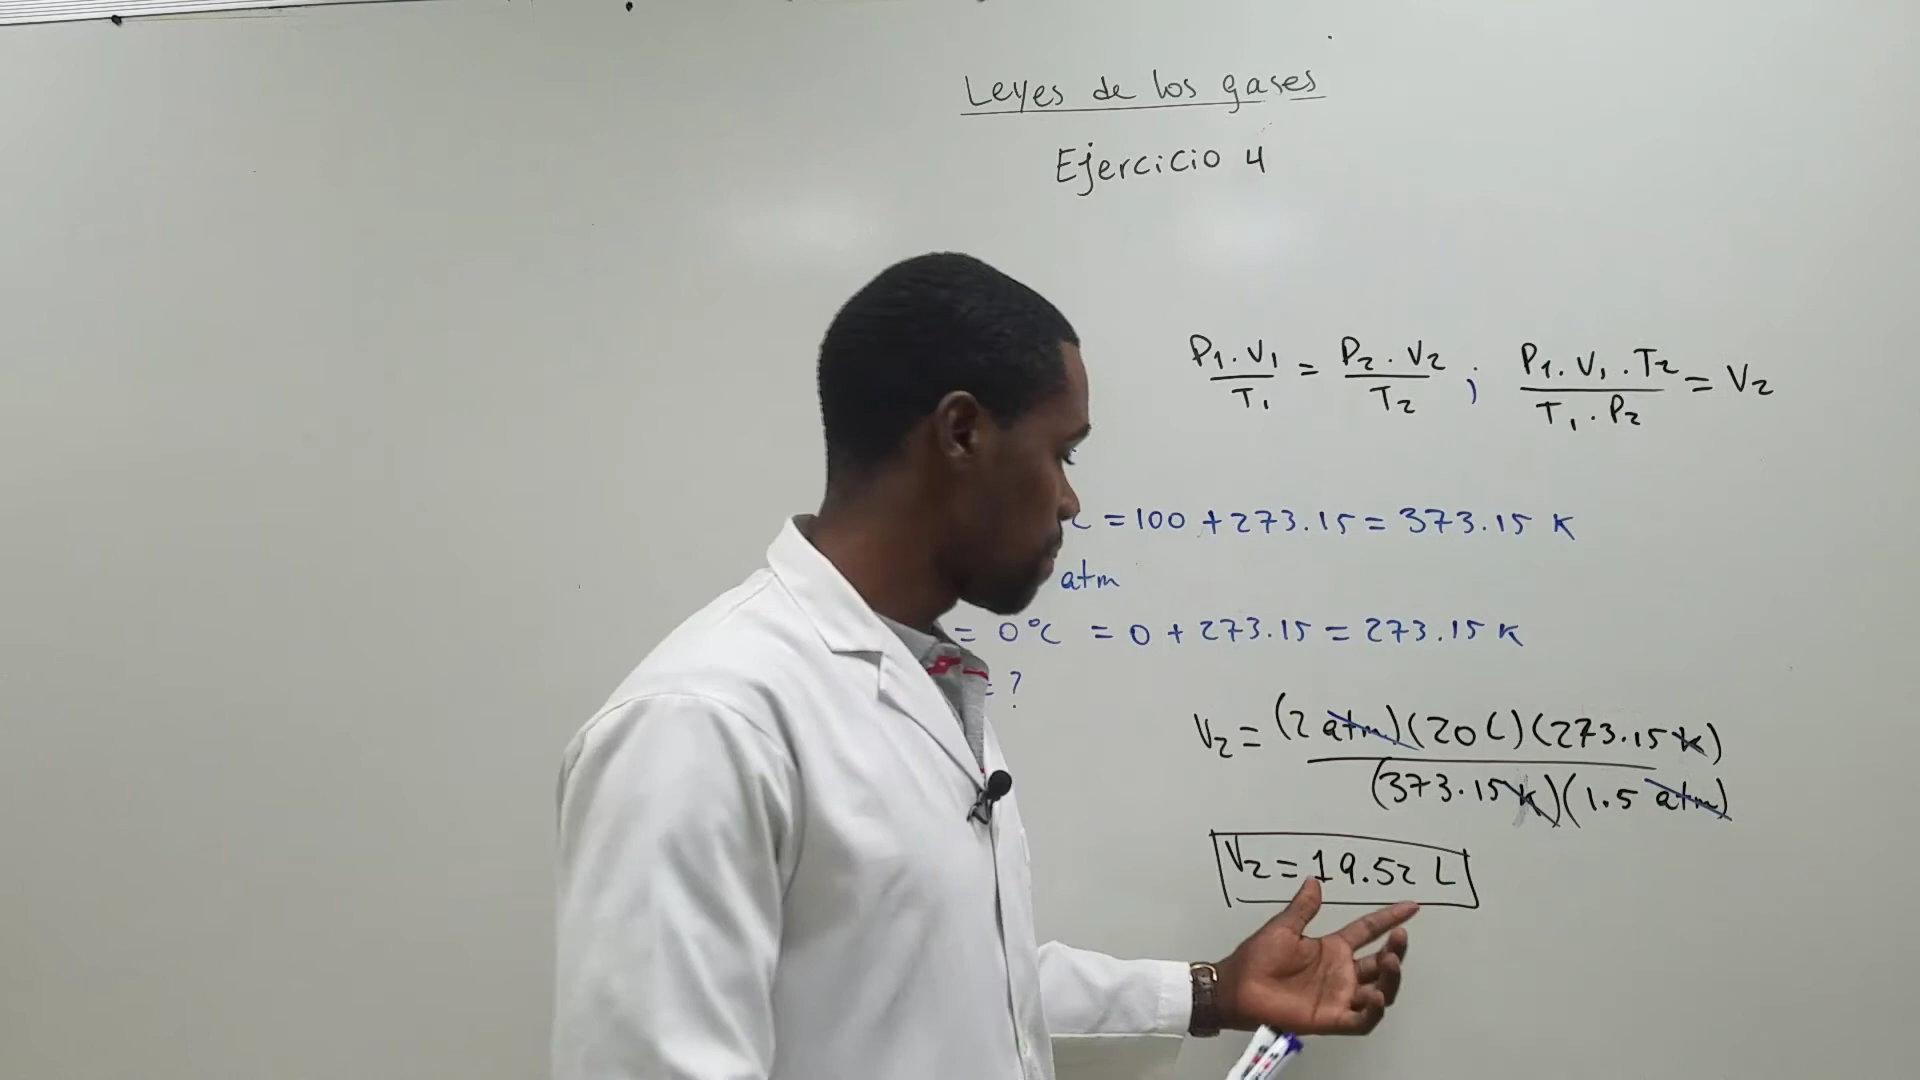 Leyes de los gases
Ejercicio 4
P1 . V1 / T1 = P2 . V2 / T2 ; P1 . V1 . T2 / T1 . P2 = V2
C = 100 + 273.15 = 373.15 K
atm
= 0°C = 0 + 273.15 = 273.15 K
= ?
V2 = (2 atm)(20 L)(273.15 K) / (373.15 K)(1.5 atm)
V2 = 19.52 L